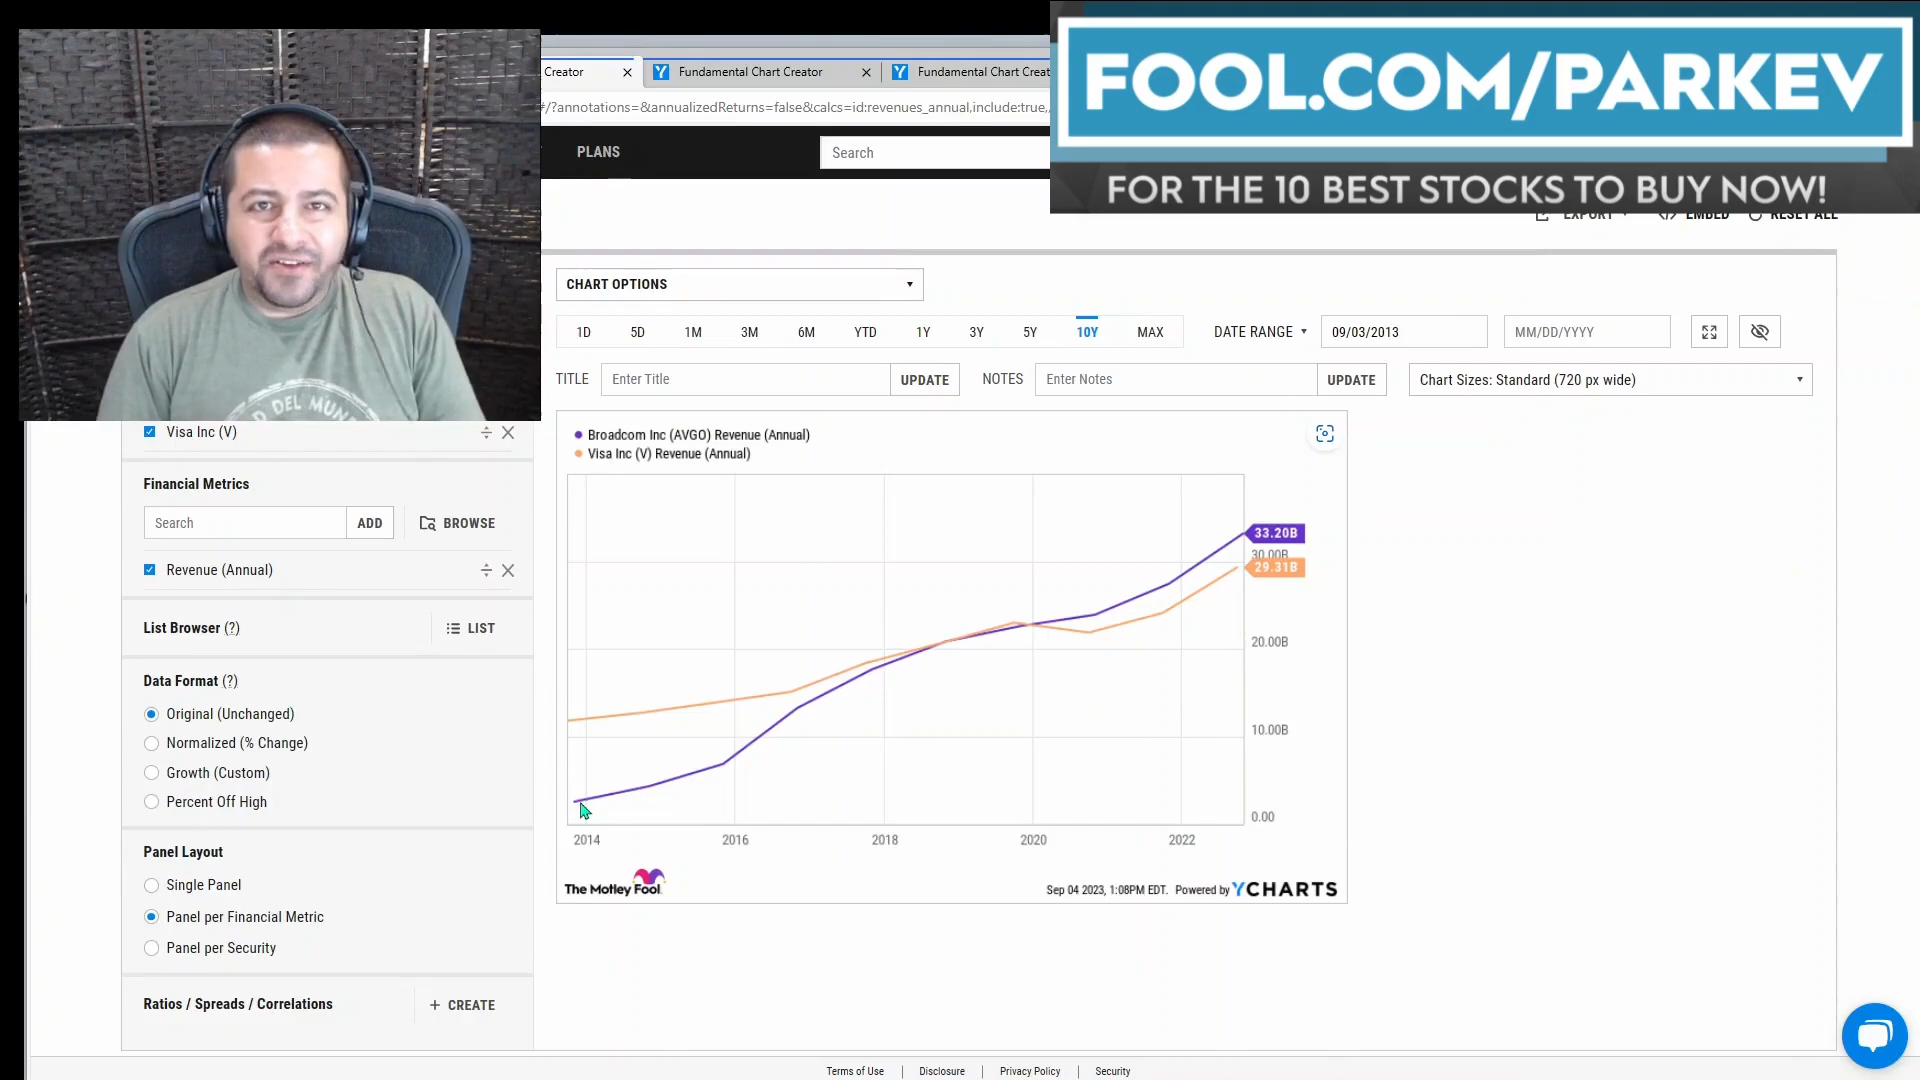 FOOL.COM/PARKEV
FOR THE 10 BEST STOCKS TO BUY NOW!
Creator
Fundamental Chart Creator
Fundamental Chart Creat
#/?annotations=&annualizedReturns=false&calcs=id:revenues_annual,include:true,
PLANS
Search
EXPORT
EMBED
RESET ALL
CHART OPTIONS
1D 5D 1M 3M 6M YTD 1Y 3Y 5Y 10Y MAX DATE RANGE 09/03/2013 MM/DD/YYYY
TITLE Enter Title UPDATE NOTES Enter Notes UPDATE Chart Sizes: Standard (720 px wide)
Visa Inc (V)
Financial Metrics
Search ADD BROWSE
Revenue (Annual)
List Browser (?) LIST
Data Format (?)
Original (Unchanged)
Normalized (% Change)
Growth (Custom)
Percent Off High
Panel Layout
Single Panel
Panel per Financial Metric
Panel per Security
Ratios / Spreads / Correlations + CREATE
Broadcom Inc (AVGO) Revenue (Annual)
Visa Inc (V) Revenue (Annual)
33.20B
30.00B
29.31B
20.00B
10.00B
0.00
2014 2016 2018 2020 2022
The Motley Fool.
Sep 04 2023, 1:08PM EDT. Powered by YCHARTS
Terms of Use | Disclosure | Privacy Policy | Security